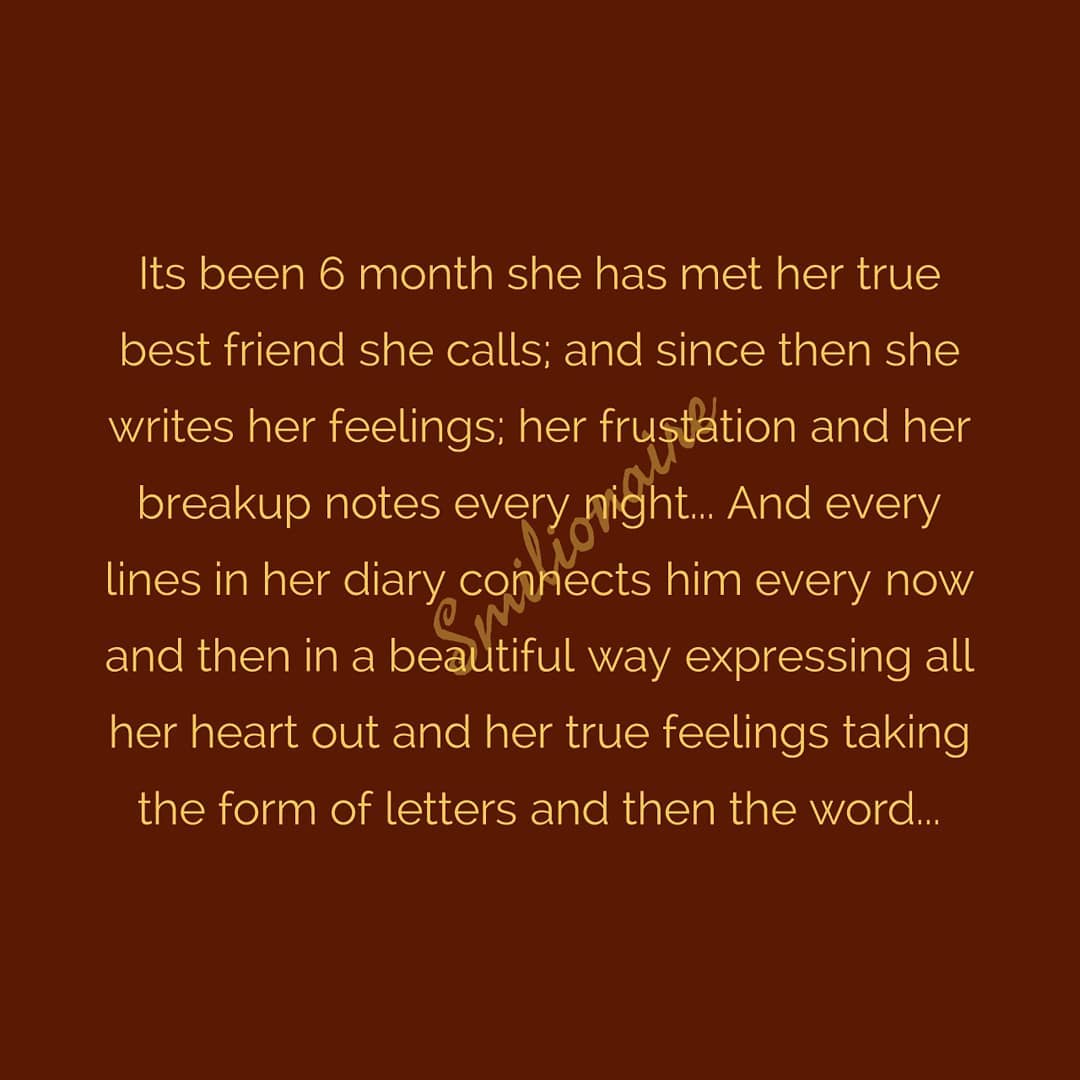 Its been 6 month she has met her true
best friend she calls; and since then she
writes her feelings; her frustation and her
breakup notes every night... And every
lines in her diary connects him every now
and then in a beautiful way expressing all
her heart out and her true feelings taking
the form of letters and then the word...
Smilionaire